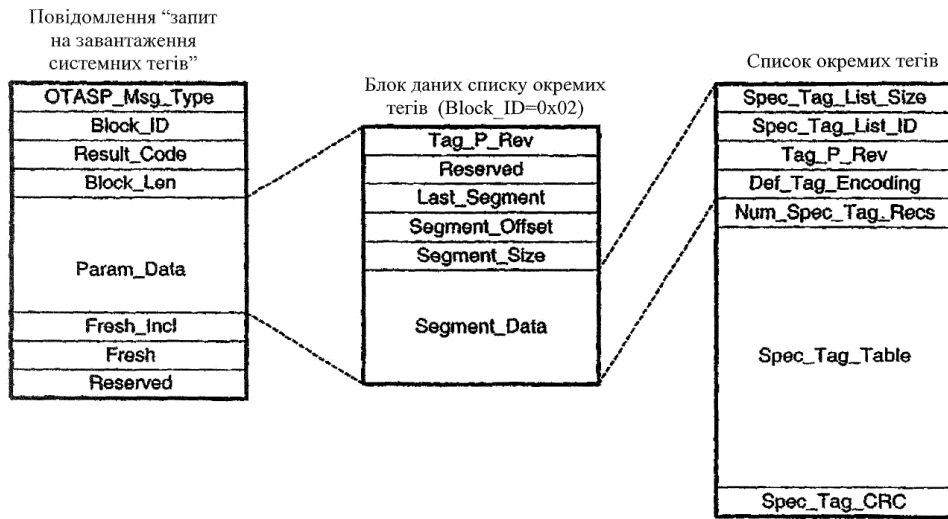 Повідомлення “запит
на завантаження
системних тегів”
OTASP_Msg_Type
Block_ID
Result_Code
Block_Len
Param_Data
Fresh_Incl
Fresh
Reserved
Блок даних списку окремих
тегів (Block_ID=0x02)
Tag_P_Rev
Reserved
Last_Segment
Segment_Offset
Segment_Size
Segment_Data
Список окремих тегів
Spec_Tag_List_Size
Spec_Tag_List_ID
Tag_P_Rev
Def_Tag_Encoding
Num_Spec_Tag_Recs
Spec_Tag_Table
Spec_Tag_CRC